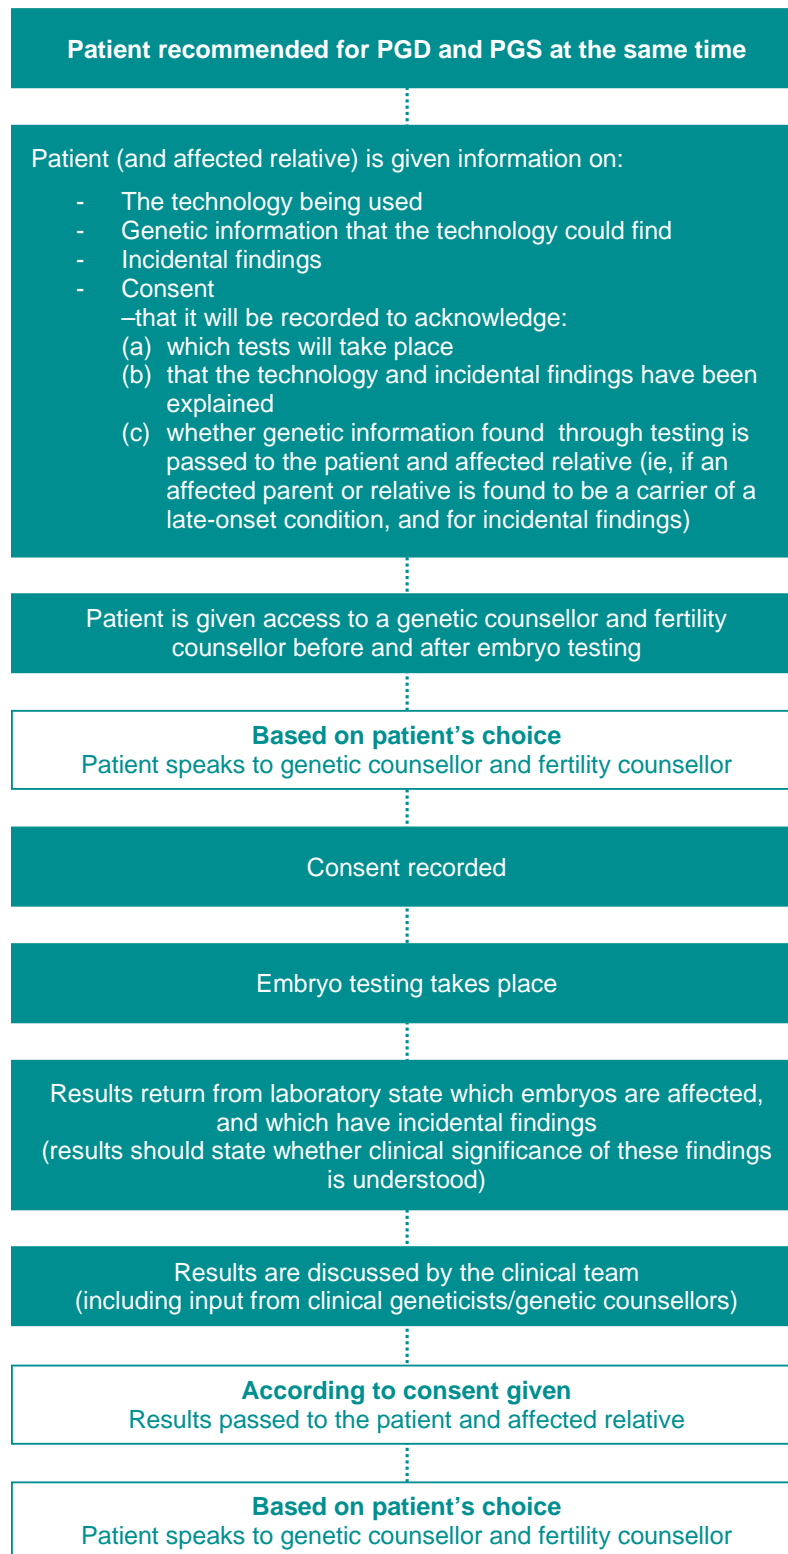 Patient recommended for PGD and PGS at the same time
Patient (and affected relative) is given information on:
- The technology being used
- Genetic information that the technology could find
- Incidental findings
- Consent
–that it will be recorded to acknowledge:
(a) which tests will take place
(b) that the technology and incidental findings have been
explained
(c) whether genetic information found through testing is
passed to the patient and affected relative (ie, if an
affected parent or relative is found to be a carrier of a
late-onset condition, and for incidental findings)
Patient is given access to a genetic counsellor and fertility
counsellor before and after embryo testing
Based on patient's choice
Patient speaks to genetic counsellor and fertility counsellor
Consent recorded
Embryo testing takes place
Results return from laboratory state which embryos are affected,
and which have incidental findings
(results should state whether clinical significance of these findings
is understood)
Results are discussed by the clinical team
(including input from clinical geneticists/genetic counsellors)
According to consent given
Results passed to the patient and affected relative
Based on patient's choice
Patient speaks to genetic counsellor and fertility counsellor